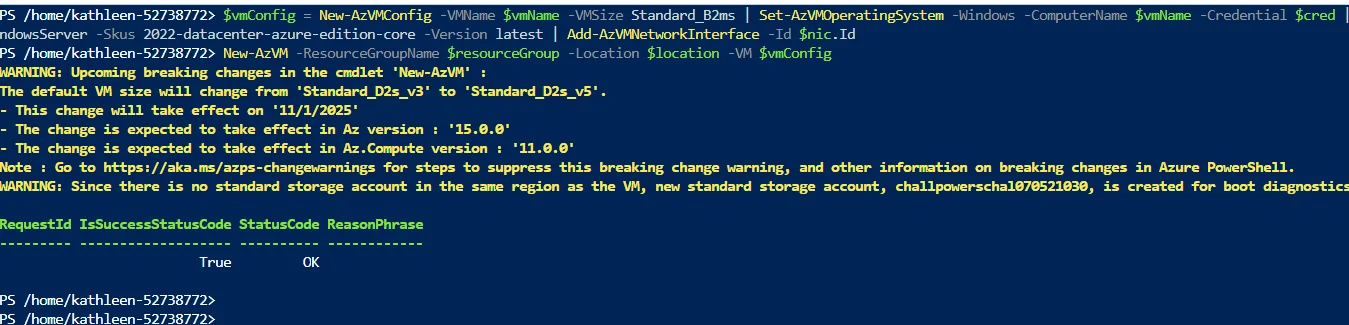 PS /home/kathleen-52738772> $vmConfig = New-AzVMConfig -VMName $vmName -VMSize Standard_B2ms | Set-AzVMOperatingSystem -Windows -ComputerName $vmName -Credential $cred |
ndowsServer -Skus 2022-datacenter-azure-edition-core -Version latest | Add-AzVMNetworkInterface -Id $nic.Id
PS /home/kathleen-52738772> New-AzVM -ResourceGroupName $resourceGroup -Location $location -VM $vmConfig
WARNING: Upcoming breaking changes in the cmdlet 'New-AzVM' :
The default VM size will change from 'Standard_D2s_v3' to 'Standard_D2s_v5'.
- This change will take effect on '11/1/2025'
- The change is expected to take effect in Az version : '15.0.0'
- The change is expected to take effect in Az.Compute version : '11.0.0'
Note : Go to https://aka.ms/azps-changewarnings for steps to suppress this breaking change warning, and other information on breaking changes in Azure PowerShell.
WARNING: Since there is no standard storage account in the same region as the VM, new standard storage account, challpowerschal070521030, is created for boot diagnostics
RequestId IsSuccessStatusCode StatusCode ReasonPhrase
--------- ------------------- ---------- ------------
True OK
PS /home/kathleen-52738772>
PS /home/kathleen-52738772>